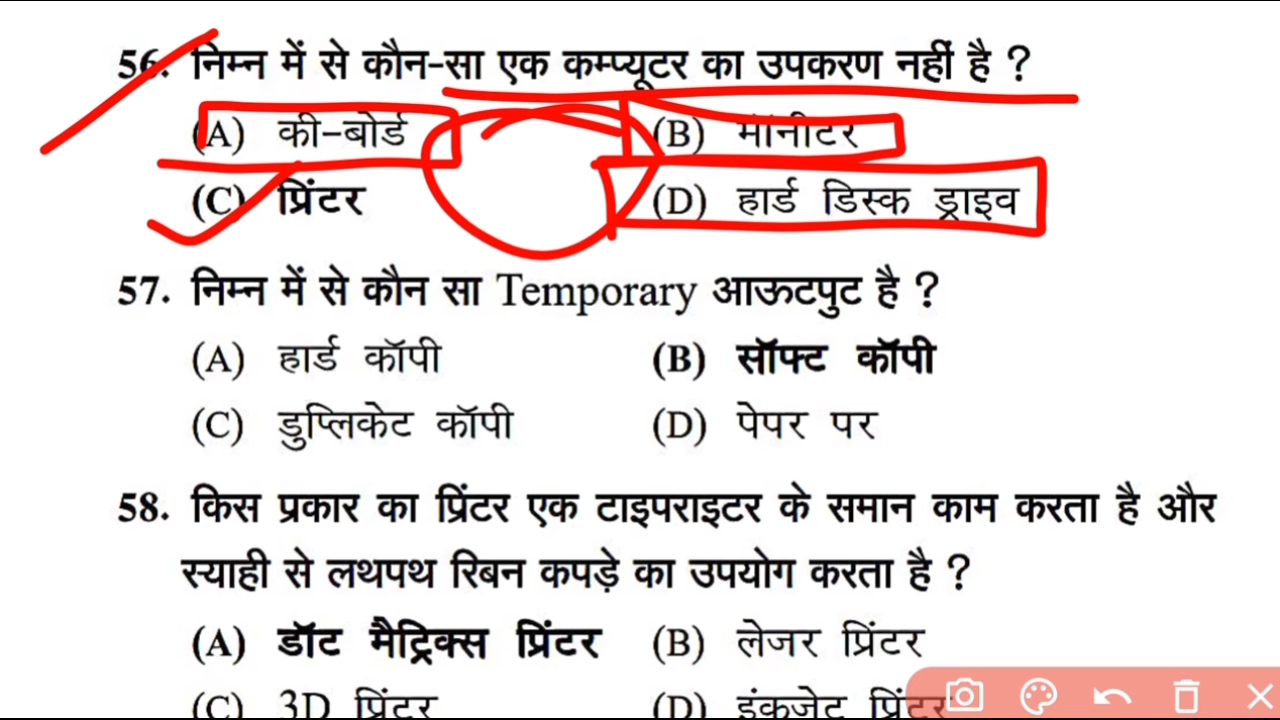 56. निम्न में से कौन-सा एक कम्प्यूटर का उपकरण नहीं है ?
(A) की-बोर्ड (B) मॉनीटर
(C) प्रिंटर (D) हार्ड डिस्क ड्राइव
57. निम्न में से कौन सा Temporary आऊटपुट है ?
(A) हार्ड कॉपी (B) सॉफ्ट कॉपी
(C) डुप्लिकेट कॉपी (D) पेपर पर
58. किस प्रकार का प्रिंटर एक टाइपराइटर के समान काम करता है और
स्याही से लथपथ रिबन कपड़े का उपयोग करता है ?
(A) डॉट मैट्रिक्स प्रिंटर (B) लेजर प्रिंटर
(C) 3D प्रिंटर (D) इंकजेट प्रिंटर